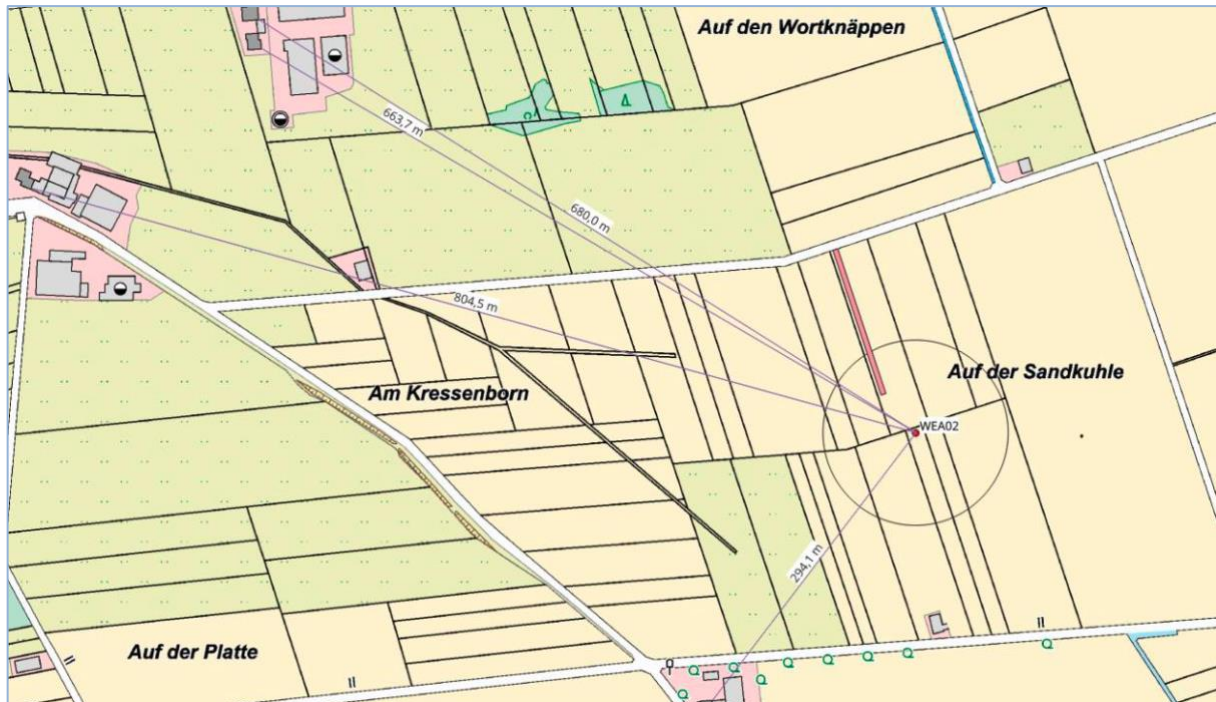 Auf den Wortknäppen
663,7 m
680,0 m
804,5 m
Auf der Sandkuhle
Am Kressenborn
WEA02
294,1 m
Auf der Platte